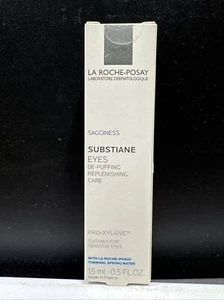 LA ROCHE-POSAY
LABORATOIRE DERMATOLOGIQUE
SAGGINESS
SUBSTIANE
EYES
DE-PUFFING
REPLENISHING
CARE
PRO-XYLANE™
SUITABLE FOR
SENSITIVE EYES
WITH LA ROCHE-POSAY
THERMAL SPRING WATER
15 ml - 0.5 FL.OZ.
Made in France